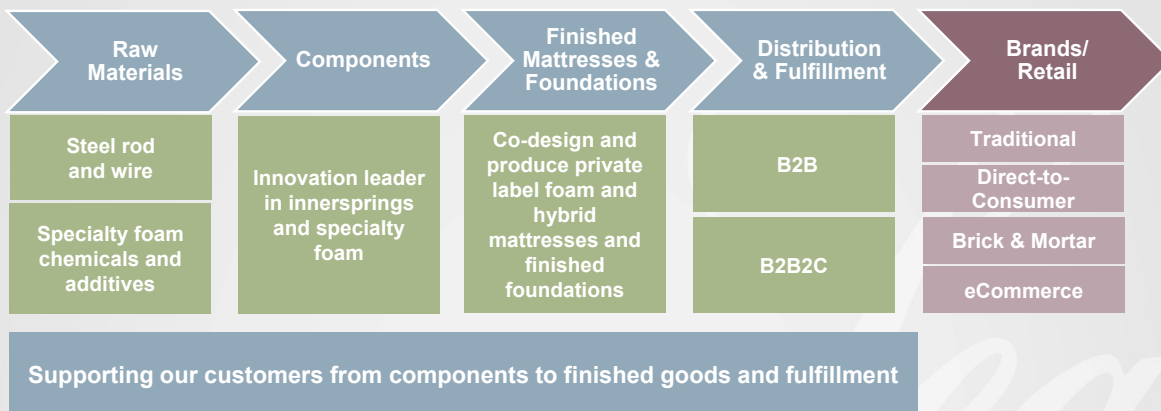 Raw
Materials
Components
Finished
Mattresses &
Foundations
Distribution
& Fulfillment
Brands/
Retail
Steel rod
and wire
Specialty foam
chemicals and
additives
Innovation leader
in innersprings
and specialty
foam
Co-design and
produce private
label foam and
hybrid
mattresses and
finished
foundations
B2B
B2B2C
Traditional
Direct-to-
Consumer
Brick & Mortar
eCommerce
Supporting our customers from components to finished goods and fulfillment